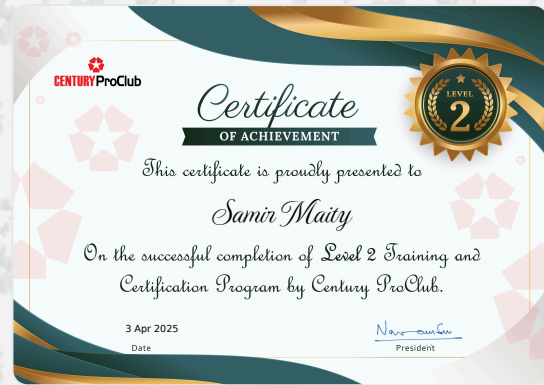 CENTURY ProClub
LEVEL
2
Certificate
OF ACHIEVEMENT
This certificate is proudly presented to
Samir Maity
On the successful completion of Level 2 Training and
Certification Program by Century ProClub.
3 Apr 2025
Date
President